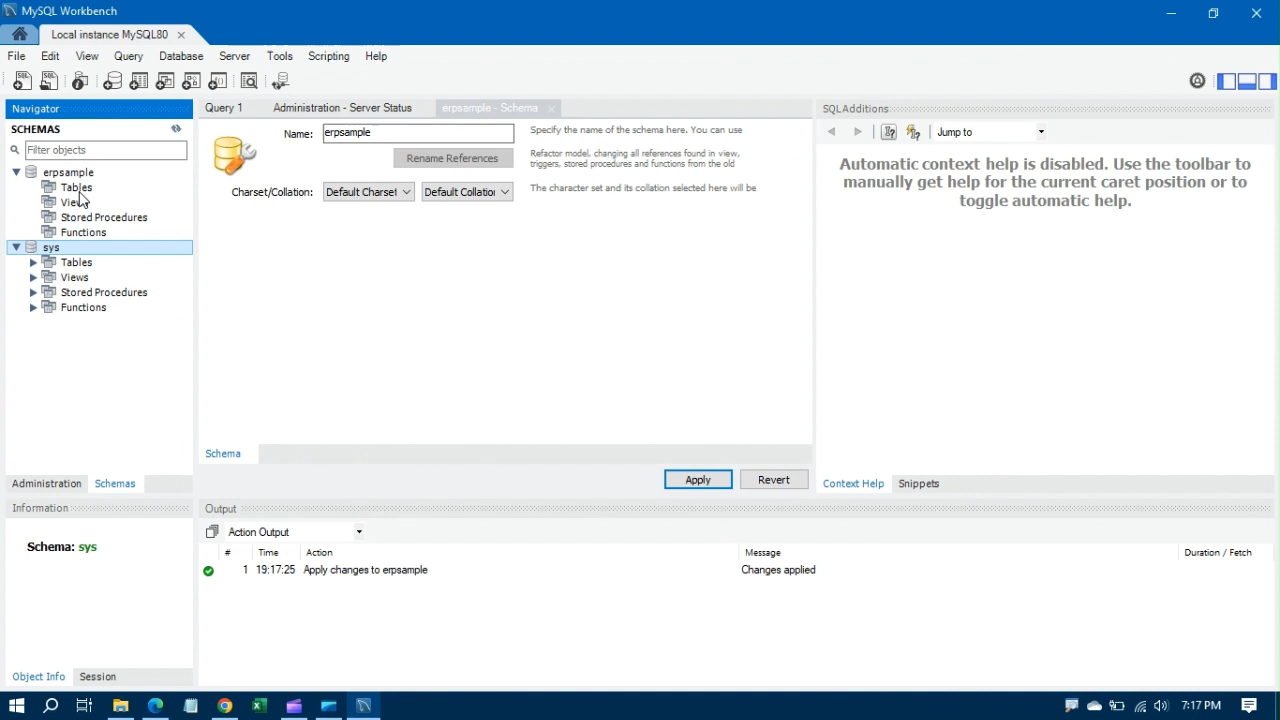 MySQL Workbench
Local instance MySQL80
File Edit View Query Database Server Tools Scripting Help
Navigator
SCHEMAS
Filter objects
erpsample
Tables
Views
Stored Procedures
Functions
sys
Tables
Views
Stored Procedures
Functions
Administration Schemas
Information
Schema: sys
Object Info Session
Query 1 Administration - Server Status erpsample - Schema
Name: erpsample
Specify the name of the schema here. You can use
Rename References
Refactor model, changing all references found in view,
triggers, stored procedures and functions from the old
Charset/Collation: Default Charset Default Collation
The character set and its collation selected here will be
Schema
Apply Revert
SQLAdditions
Jump to
Automatic context help is disabled. Use the toolbar to
manually get help for the current caret position or to
toggle automatic help.
Context Help Snippets
Output
Action Output
# Time Action Message Duration / Fetch
1 19:17:25 Apply changes to erpsample Changes applied
7:17 PM